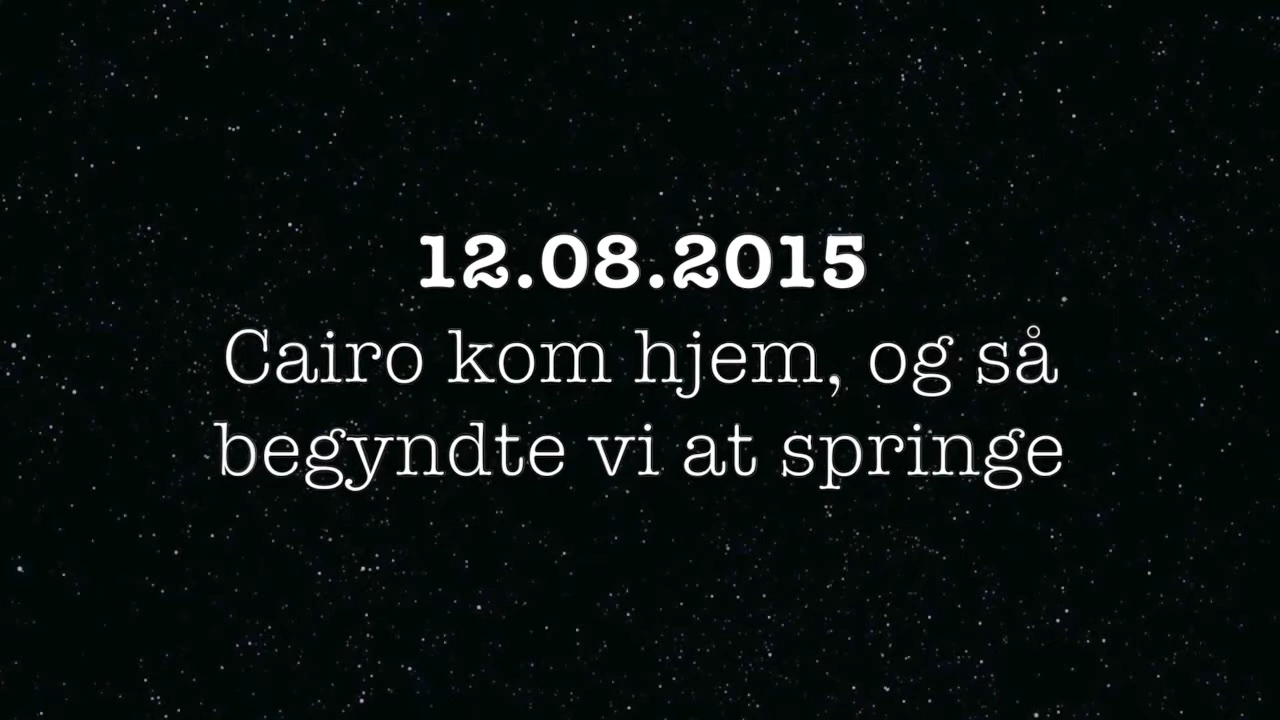 12.08.2015
Cairo kom hjem, og så
begyndte vi at springe